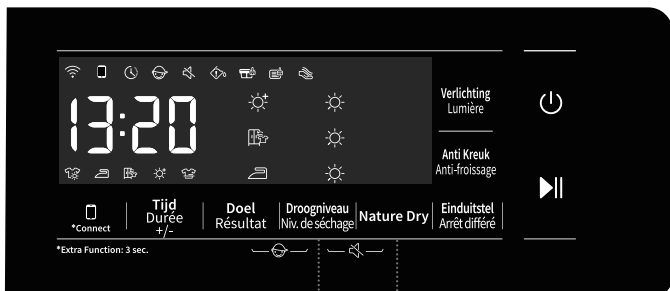 13:20
Verlichting
Lumière
Anti Kreuk
Anti-froissage
*Connect
Tijd
Durée
+/-
Doel
Résultat
Droogniveau
Niv. de séchage
Nature Dry
Einduitstel
Arrêt différé
*Extra Function: 3 sec.